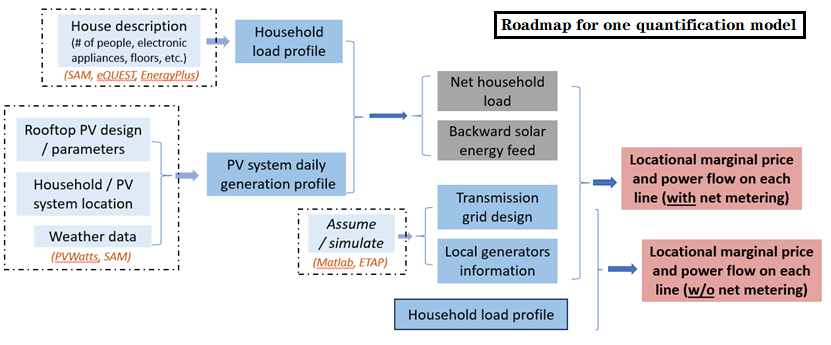 Roadmap for one quantification model
House description
(# of people, electronic
appliances, floors, etc.)
(SAM, eQUEST, EnergyPlus)
Household
load profile
Rooftop PV design
/ parameters
Household / PV
system location
Weather data
(PVWatts, SAM)
PV system daily
generation profile
Net household
load
Backward solar
energy feed
Assume
/ simulate
(Matlab, ETAP)
Transmission
grid design
Local generators
information
Household load profile
Locational marginal price
and power flow on each
line (with net metering)
Locational marginal price
and power flow on each
line (w/o net metering)